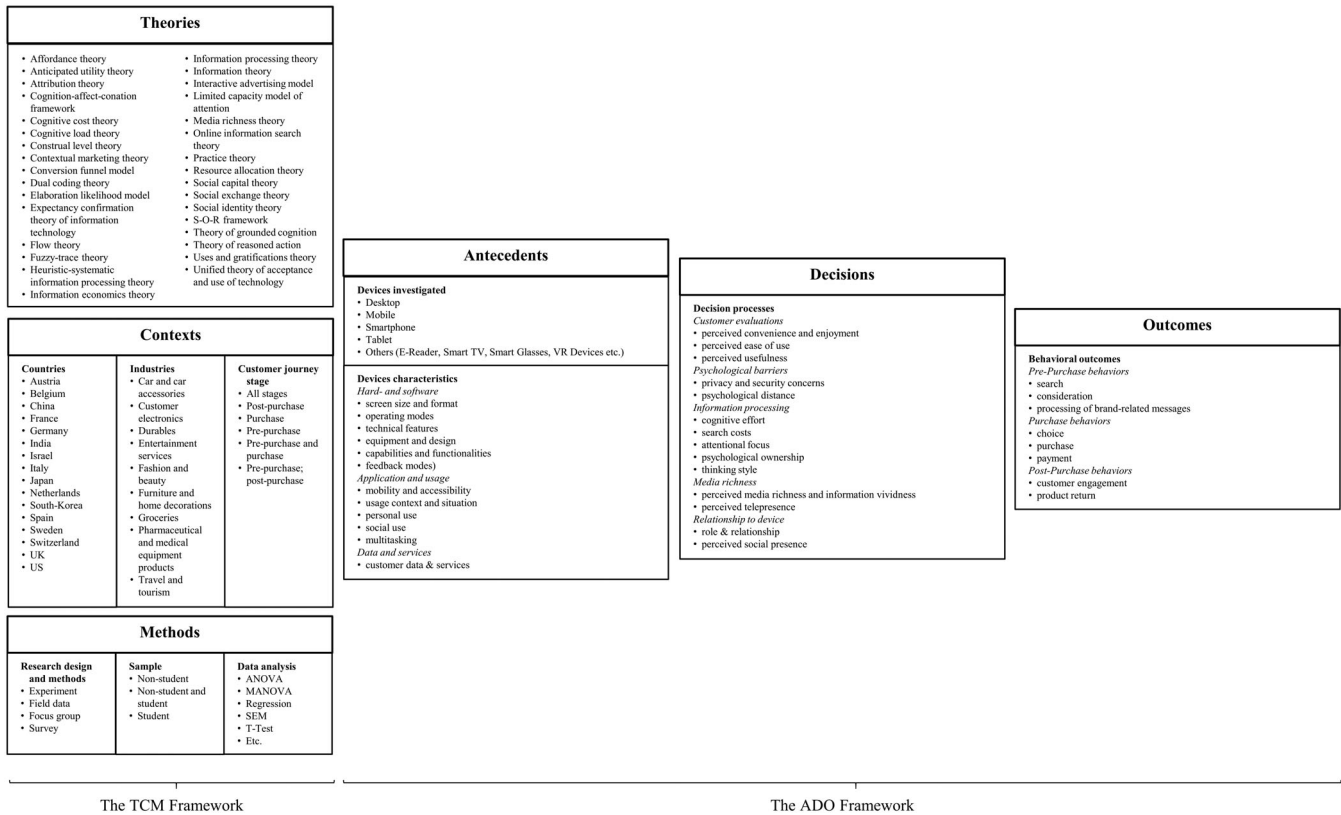 Theories
• Affordance theory
• Anticipated utility theory
• Attribution theory
• Cognition-affect-conation
framework
• Cognitive cost theory
• Cognitive load theory
• Construal level theory
• Contextual marketing theory
• Conversion funnel model
• Dual coding theory
• Elaboration likelihood model
• Expectancy confirmation
theory of information
technology
• Flow theory
• Fuzzy-trace theory
• Heuristic-systematic
information processing theory
• Information economics theory
• Information processing theory
• Information theory
• Interactive advertising model
• Limited capacity model of
attention
• Media richness theory
• Online information search
theory
• Practice theory
• Resource allocation theory
• Social capital theory
• Social exchange theory
• Social identity theory
• S-O-R framework
• Theory of grounded cognition
• Theory of reasoned action
• Uses and gratifications theory
• Unified theory of acceptance
and use of technology
Contexts
Countries
• Austria
• Belgium
• China
• France
• Germany
• India
• Israel
• Italy
• Japan
• Netherlands
• South-Korea
• Spain
• Sweden
• Switzerland
• UK
• US
Industries
• Car and car
accessories
• Customer
electronics
• Durables
• Entertainment
services
• Fashion and
beauty
• Furniture and
home decorations
• Groceries
• Pharmaceutical
and medical
equipment
products
• Travel and
tourism
Customer journey
stage
• All stages
• Post-purchase
• Purchase
• Pre-purchase
• Pre-purchase and
purchase
• Pre-purchase;
post-purchase
Methods
Research design
and methods
• Experiment
• Field data
• Focus group
• Survey
Sample
• Non-student
• Non-student and
student
• Student
Data analysis
• ANOVA
• MANOVA
• Regression
• SEM
• T-Test
• Etc.
The TCM Framework
Antecedents
Devices investigated
• Desktop
• Mobile
• Smartphone
• Tablet
• Others (E-Reader, Smart TV, Smart Glasses, VR Devices etc.)
Devices characteristics
Hard- and software
• screen size and format
• operating modes
• technical features
• equipment and design
• capabilities and functionalities
• feedback modes)
Application and usage
• mobility and accessibility
• usage context and situation
• personal use
• social use
• multitasking
Data and services
• customer data & services
Decisions
Decision processes
Customer evaluations
• perceived convenience and enjoyment
• perceived ease of use
• perceived usefulness
Psychological barriers
• privacy and security concerns
• psychological distance
Information processing
• cognitive effort
• search costs
• attentional focus
• psychological ownership
• thinking style
Media richness
• perceived media richness and information vividness
• perceived telepresence
Relationship to device
• role & relationship
• perceived social presence
Outcomes
Behavioral outcomes
Pre-Purchase behaviors
• search
• consideration
• processing of brand-related messages
Purchase behaviors
• choice
• purchase
• payment
Post-Purchase behaviors
• customer engagement
• product return
The ADO Framework